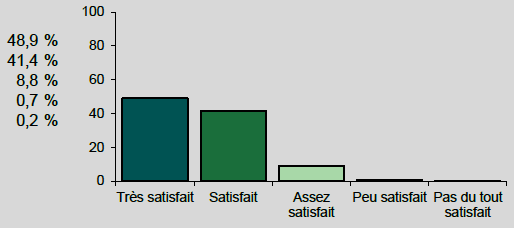 48,9 %
41,4 %
8,8 %
0,7 %
0,2 %
100
80
60
40
20
0
Très satisfait
Satisfait
Assez
satisfait
Peu satisfait
Pas du tout
satisfait